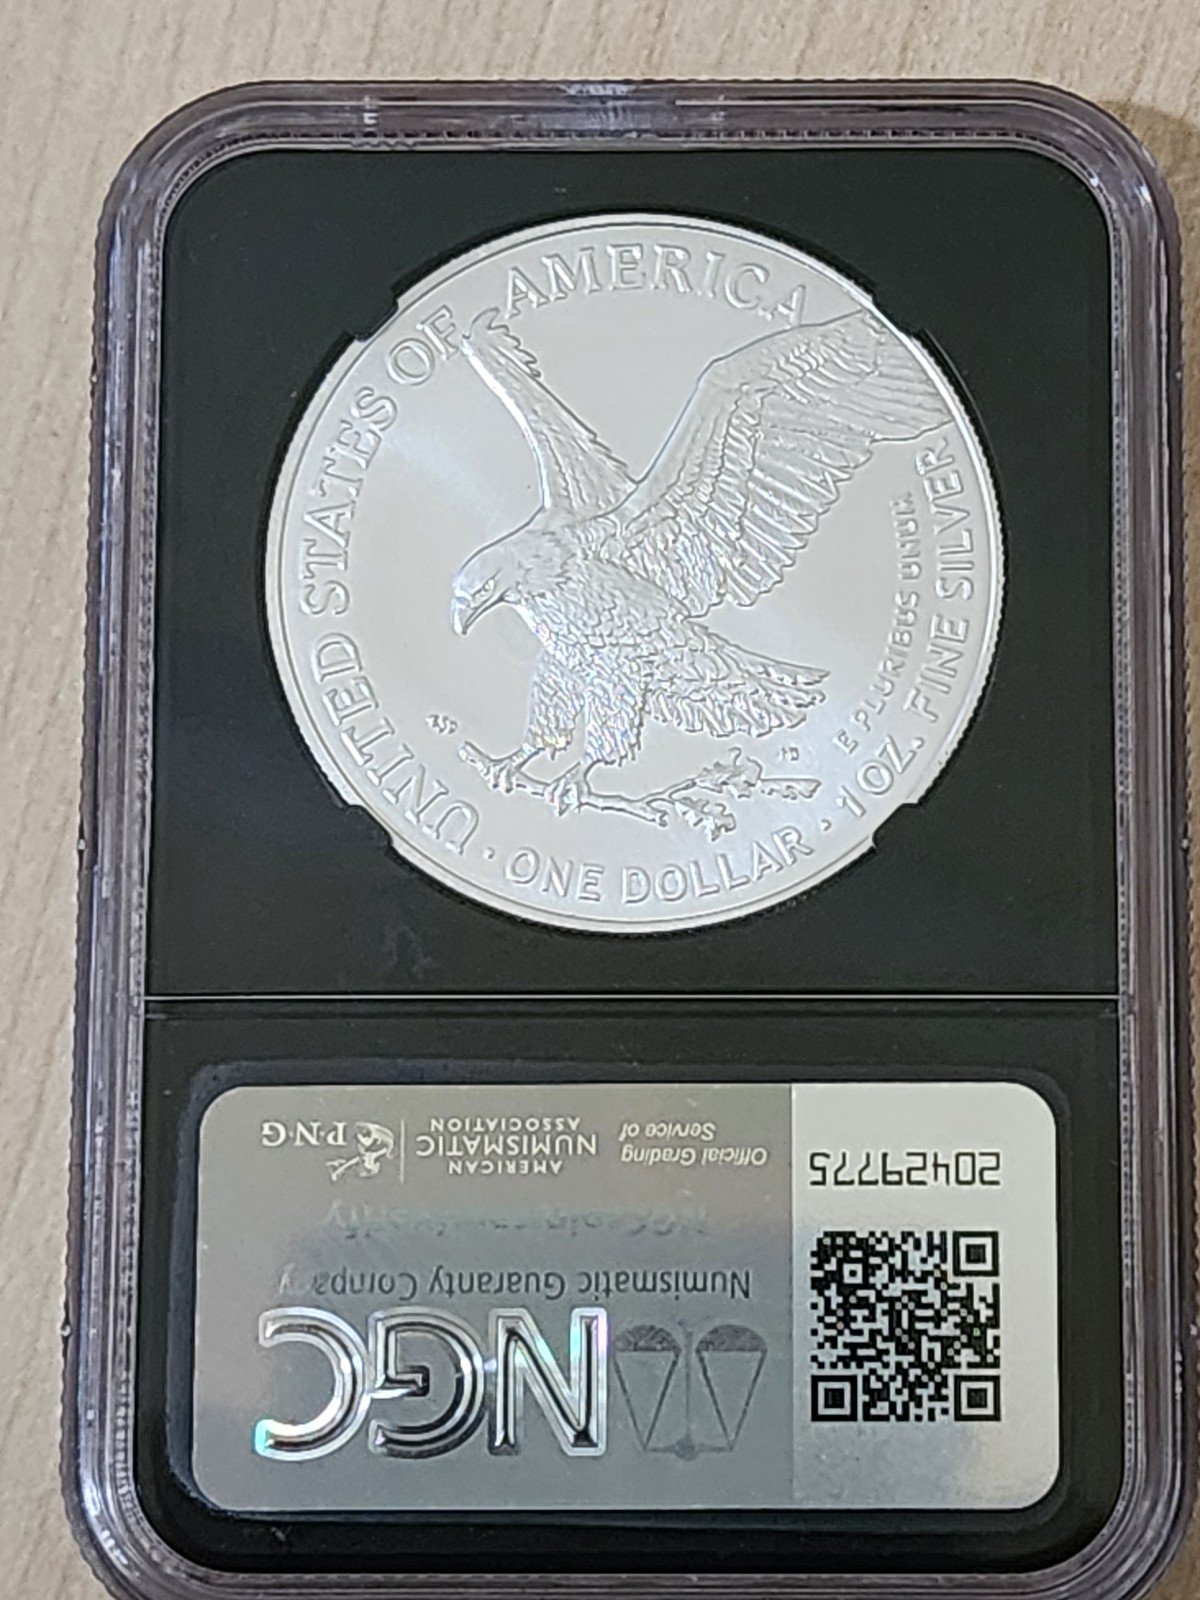 UNITED STATES OF AMERICA
E PLURIBUS UNUM
1 OZ. FINE SILVER
ONE DOLLAR
NGC
Numismatic Guaranty Company
Official Grading
Service of
AMERICAN
NUMISMATIC
ASSOCIATION
P·N·G
20429775